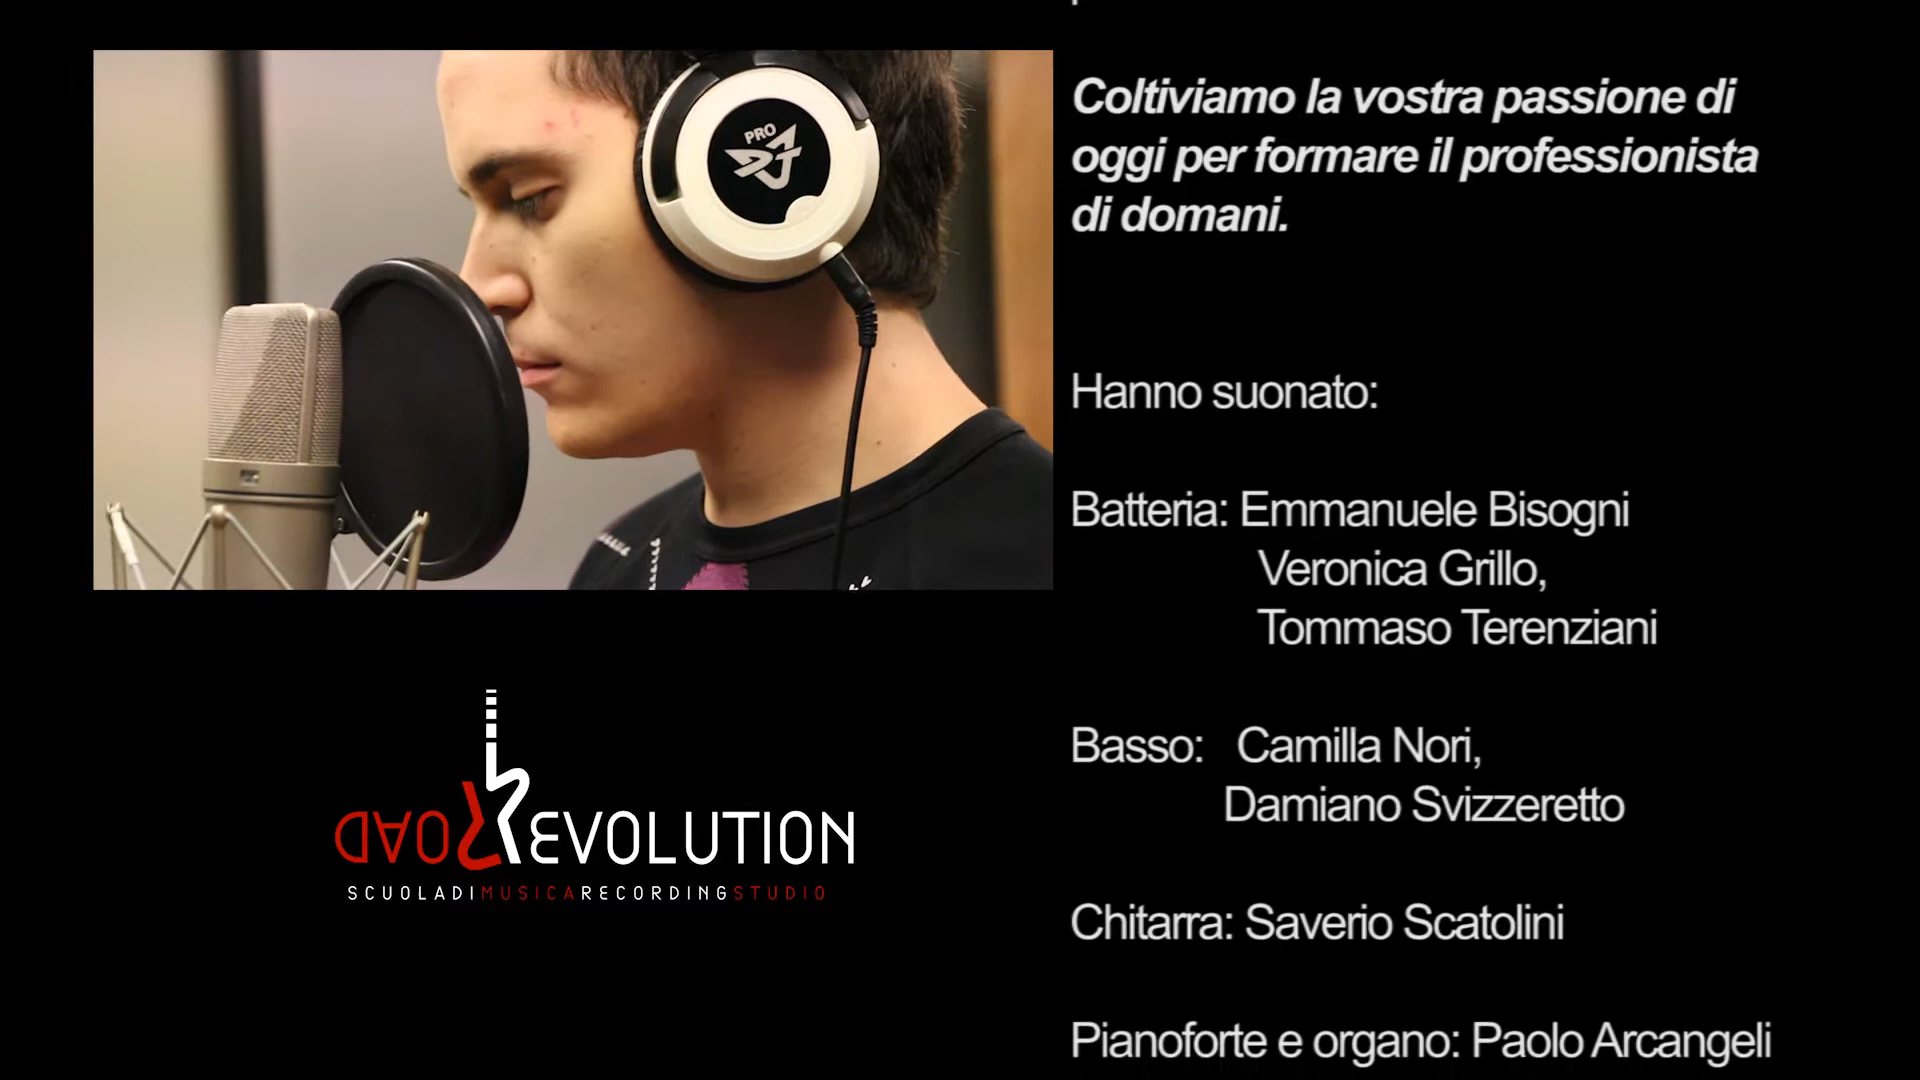 PRO
Coltiviamo la vostra passione di
oggi per formare il professionista
di domani.
Hanno suonato:
Batteria: Emmanuele Bisogni
Veronica Grillo,
Tommaso Terenziani
Basso: Camilla Nori,
Damiano Svizzeretto
Chitarra: Saverio Scatolini
Pianoforte e organo: Paolo Arcangeli
ROAD REVOLUTION
SCUOLADIMUSICARECORDINGSTUDIO